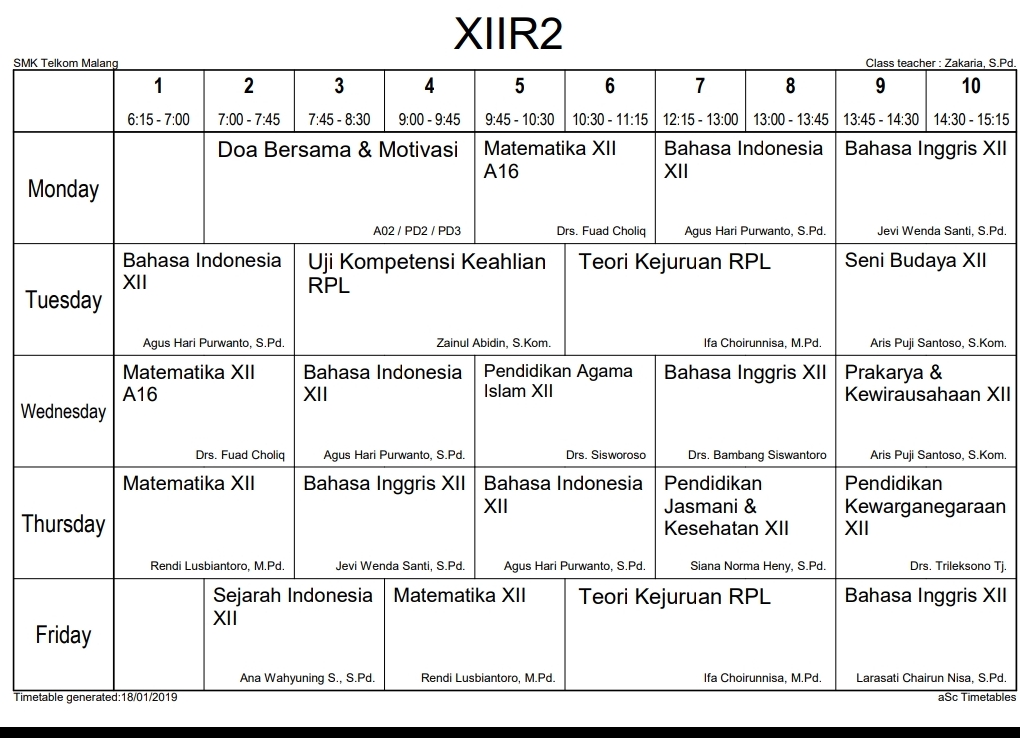 XIIR2
SMK Telkom Malang
Class teacher : Zakaria, S.Pd.
1 2 3 4 5 6 7 8 9 10
6:15 - 7:00 7:00 - 7:45 7:45 - 8:30 9:00 - 9:45 9:45 - 10:30 10:30 - 11:15 12:15 - 13:00 13:00 - 13:45 13:45 - 14:30 14:30 - 15:15
Monday
Doa Bersama & Motivasi
A02 / PD2 / PD3
Matematika XII
A16
Drs. Fuad Choliq
Bahasa Indonesia
XII
Agus Hari Purwanto, S.Pd.
Bahasa Inggris XII
Jevi Wenda Santi, S.Pd.
Tuesday
Bahasa Indonesia
XII
Agus Hari Purwanto, S.Pd.
Uji Kompetensi Keahlian
RPL
Zainul Abidin, S.Kom.
Teori Kejuruan RPL
Ifa Choirunnisa, M.Pd.
Seni Budaya XII
Aris Puji Santoso, S.Kom.
Wednesday
Matematika XII
A16
Drs. Fuad Choliq
Bahasa Indonesia
XII
Agus Hari Purwanto, S.Pd.
Pendidikan Agama
Islam XII
Drs. Sisworoso
Bahasa Inggris XII
Drs. Bambang Siswantoro
Prakarya &
Kewirausahaan XII
Aris Puji Santoso, S.Kom.
Thursday
Matematika XII
Rendi Lusbiantoro, M.Pd.
Bahasa Inggris XII
Jevi Wenda Santi, S.Pd.
Bahasa Indonesia
XII
Agus Hari Purwanto, S.Pd.
Pendidikan
Jasmani &
Kesehatan XII
Siana Norma Heny, S.Pd.
Pendidikan
Kewarganegaraan
XII
Drs. Trileksono Tj.
Friday
Sejarah Indonesia
XII
Ana Wahyuning S., S.Pd.
Matematika XII
Rendi Lusbiantoro, M.Pd.
Teori Kejuruan RPL
Ifa Choirunnisa, M.Pd.
Bahasa Inggris XII
Larasati Chairun Nisa, S.Pd.
Timetable generated:18/01/2019
aSc Timetables